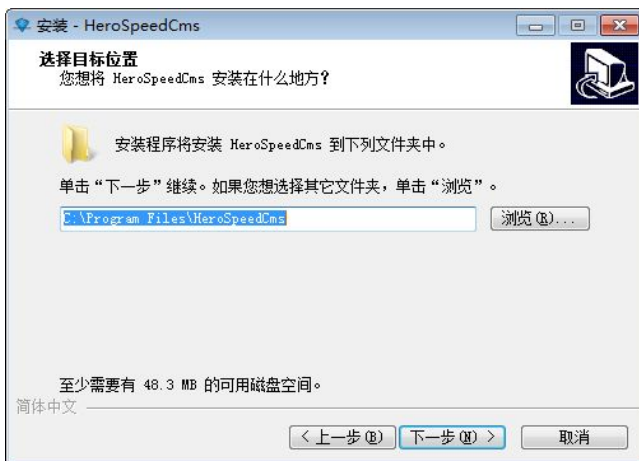 安装 - HeroSpeedCms
选择目标位置
您想将 HeroSpeedCms 安装在什么地方?
安装程序将安装 HeroSpeedCms 到下列文件夹中。
单击“下一步”继续。如果您想选择其它文件夹，单击“浏览”。
C:\Program Files\HeroSpeedCms
浏览(R)...
至少需要有 48.3 MB 的可用磁盘空间。
简体中文
< 上一步(B) 下一步(N) > 取消